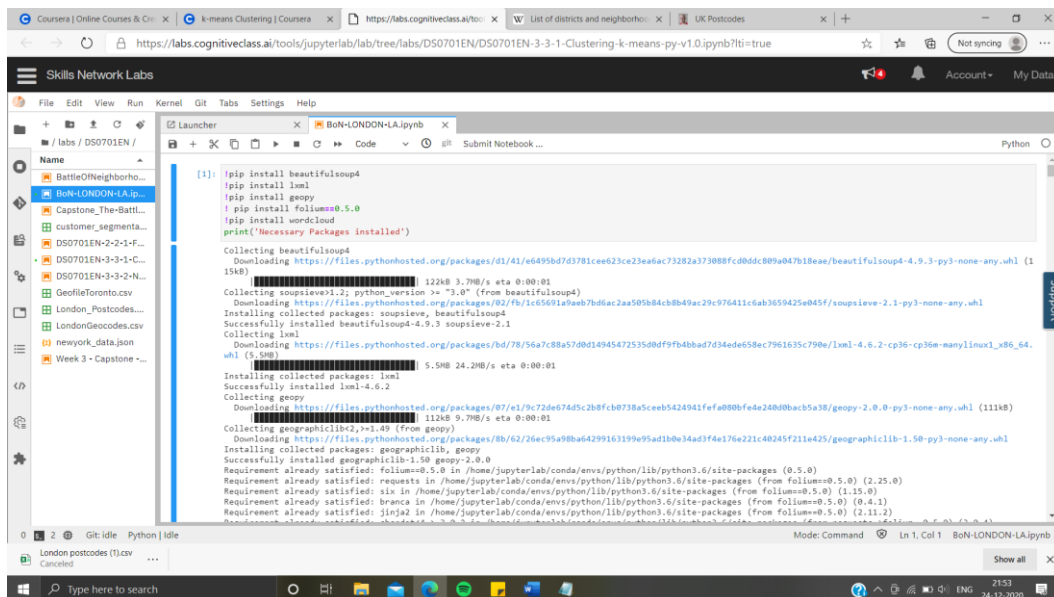 Coursera | Online Courses & Cre
k-means Clustering | Coursera
https://labs.cognitiveclass.ai/tool
List of districts and neighborhoo
UK Postcodes
https://labs.cognitiveclass.ai/tools/jupyterlab/lab/tree/labs/DS0701EN/DS0701EN-3-3-1-Clustering-k-means-py-v1.0.ipynb?lti=true
Not syncing
Skills Network Labs
4
Account
My Data
File Edit View Run Kernel Git Tabs Settings Help
Launcher
BoN-LONDON-LA.ipynb
/ labs / DS0701EN /
Code
git
Submit Notebook ...
Python
Name
BattleOfNeighborho...
BoN-LONDON-LA.ip...
Capstone_The-Battl...
customer_segmenta...
DS0701EN-2-2-1-F...
DS0701EN-3-3-1-C...
DS0701EN-3-3-2-N...
GeofileToronto.csv
London_Postcodes....
LondonGeocodes.csv
newyork_data.json
Week 3 - Capstone -...
[1]: !pip install beautifulsoup4
!pip install lxml
!pip install geopy
! pip install folium==0.5.0
!pip install wordcloud
print('Necessary Packages installed')
Collecting beautifulsoup4
Downloading https://files.pythonhosted.org/packages/d1/41/e6495bd7d3781cee623ce23ea6ac73282a373088fcd0ddc809a047b18eae/beautifulsoup4-4.9.3-py3-none-any.whl (1
15kB)
| 122kB 3.7MB/s eta 0:00:01
Collecting soupsieve>1.2; python_version >= "3.0" (from beautifulsoup4)
Downloading https://files.pythonhosted.org/packages/02/fb/1c65691a9aeb7bd6ac2aa505b84cb8b49ac29c976411c6ab3659425e045f/soupsieve-2.1-py3-none-any.whl
Installing collected packages: soupsieve, beautifulsoup4
Successfully installed beautifulsoup4-4.9.3 soupsieve-2.1
Collecting lxml
Downloading https://files.pythonhosted.org/packages/bd/78/56a7c88a57d0d14945472535d0df9fb4bbad7d34ede658ec7961635c790e/lxml-4.6.2-cp36-cp36m-manylinux1_x86_64.
whl (5.5MB)
| 5.5MB 24.2MB/s eta 0:00:01
Installing collected packages: lxml
Successfully installed lxml-4.6.2
Collecting geopy
Downloading https://files.pythonhosted.org/packages/07/e1/9c72de674d5c2b8fcb0738a5ceeb5424941fefa080bfe4e240d0bacb5a38/geopy-2.0.0-py3-none-any.whl (111kB)
| 112kB 9.7MB/s eta 0:00:01
Collecting geographiclib<2,>=1.49 (from geopy)
Downloading https://files.pythonhosted.org/packages/8b/62/26ec95a98ba64299163199e95ad1b0e34ad3f4e176e221c40245f211e425/geographiclib-1.50-py3-none-any.whl
Installing collected packages: geographiclib, geopy
Successfully installed geographiclib-1.50 geopy-2.0.0
Requirement already satisfied: folium==0.5.0 in /home/jupyterlab/conda/envs/python/lib/python3.6/site-packages (0.5.0)
Requirement already satisfied: requests in /home/jupyterlab/conda/envs/python/lib/python3.6/site-packages (from folium==0.5.0) (2.25.0)
Requirement already satisfied: six in /home/jupyterlab/conda/envs/python/lib/python3.6/site-packages (from folium==0.5.0) (1.15.0)
Requirement already satisfied: branca in /home/jupyterlab/conda/envs/python/lib/python3.6/site-packages (from folium==0.5.0) (0.4.1)
Requirement already satisfied: jinja2 in /home/jupyterlab/conda/envs/python/lib/python3.6/site-packages (from folium==0.5.0) (2.11.2)
0 2 Git: idle Python | Idle
Mode: Command
Ln 1, Col 1 BoN-LONDON-LA.ipynb
London postcodes (1).csv
Canceled
Show all
Type here to search
ENG
21:53
24-12-2020